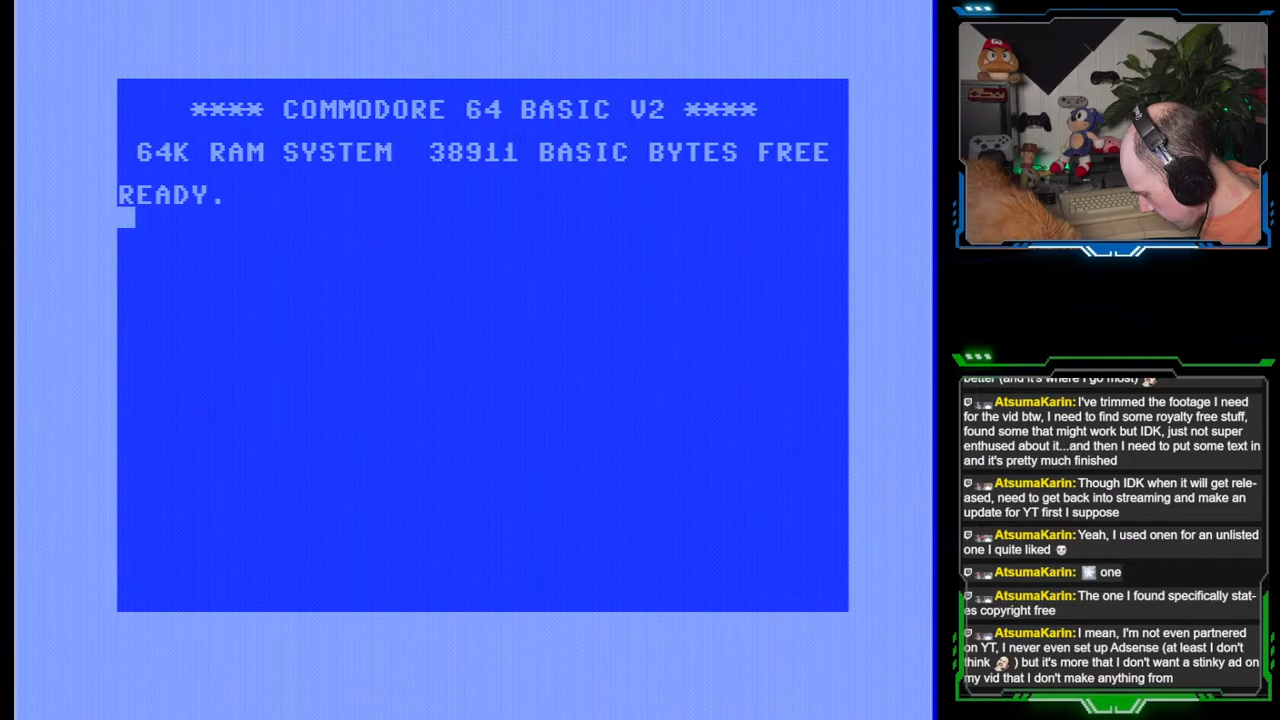 **** COMMODORE 64 BASIC V2 ****
64K RAM SYSTEM  38911 BASIC BYTES FREE
READY.
better (and it's where I go most)
AtsumaKarin: I've trimmed the footage I need
for the vid btw, I need to find some royalty free stuff,
found some that might work but IDK, just not super
enthused about it...and then I need to put some text in
and it's pretty much finished
AtsumaKarin: Though IDK when it will get rele-
ased, need to get back into streaming and make an
update for YT first I suppose
AtsumaKarin: Yeah, I used onen for an unlisted
one I quite liked
AtsumaKarin: one
AtsumaKarin: The one I found specifically stat-
es copyright free
AtsumaKarin: I mean, I'm not even partnered
on YT, I never even set up Adsense (at least I don't
think ) but it's more that I don't want a stinky ad on
my vid that I don't make anything from